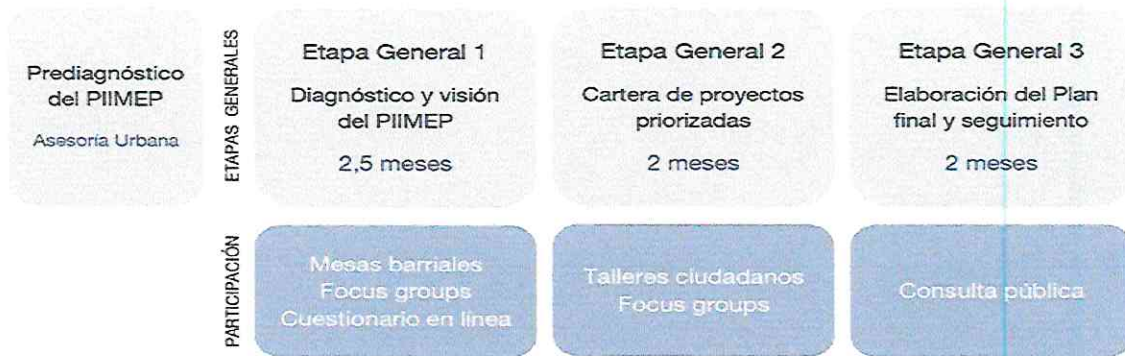 Prediagnóstico
del PIIMEP
Asesoría Urbana
ETAPAS GENERALES
Etapa General 1
Diagnóstico y visión
del PIIMEP
2,5 meses
Etapa General 2
Cartera de proyectos
priorizadas
2 meses
Etapa General 3
Elaboración del Plan
final y seguimiento
2 meses
PARTICIPACIÓN
Mesas barriales
Focus groups
Cuestionario en línea
Talleres ciudadanos
Focus groups
Consulta pública